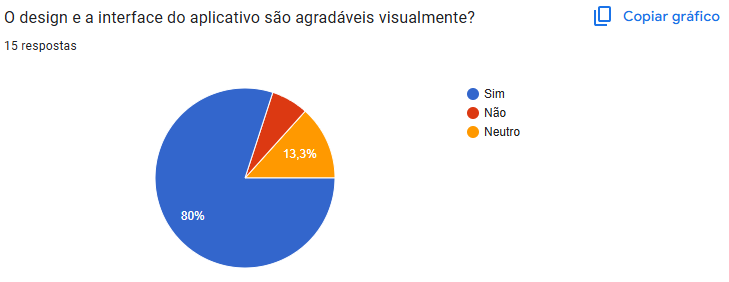 O design e a interface do aplicativo são agradáveis visualmente?
Copiar gráfico
15 respostas
Sim
Não
Neutro
13,3%
80%